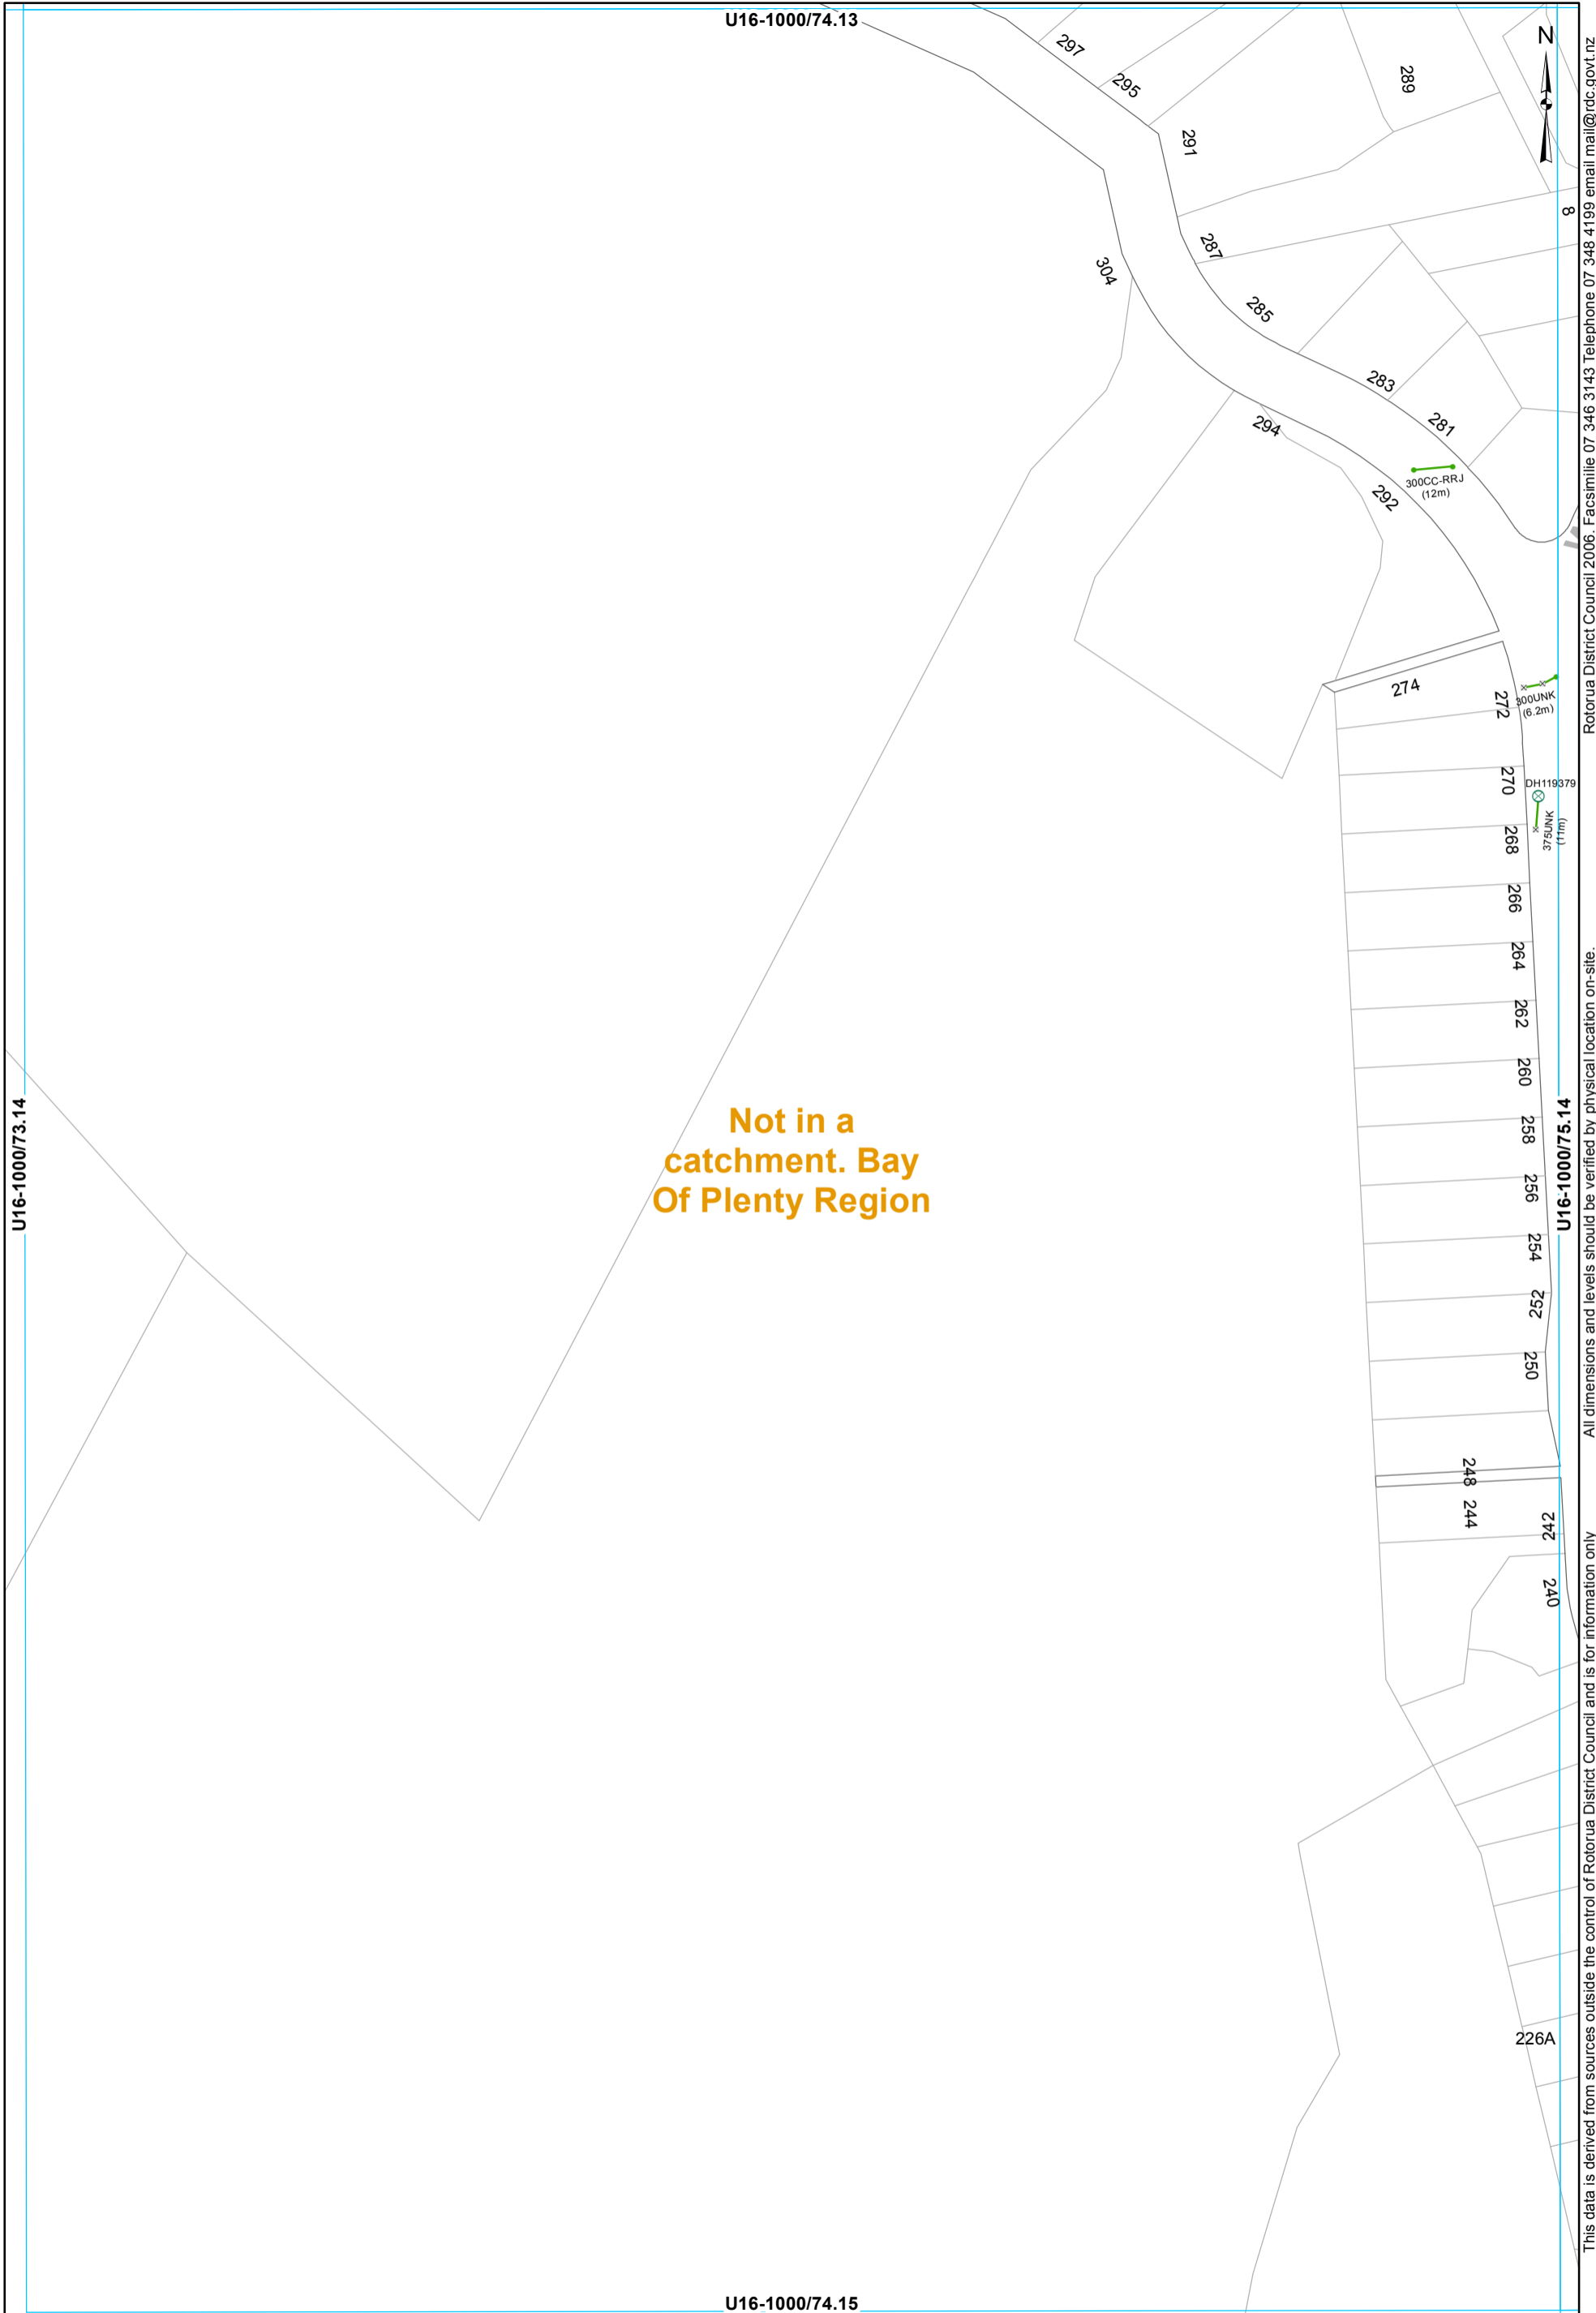 U16-1000/74.13
N
297
295
289
291
8
287
304
285
283
281
294
300CC-RRJ
(12m)
292
274
272
300UNK
(6.2m)
270
DH119379
375UNK
(11m)
268
266
264
262
260
258
256
254
252
250
248
244
242
240
226A
Not in a
catchment. Bay
Of Plenty Region
U16-1000/73.14
U16-1000/75.14
U16-1000/74.15
This data is derived from sources outside the control of Rotorua District Council and is for information only
All dimensions and levels should be verified by physical location on-site.
Rotorua District Council 2006. Facsimilie 07 346 3143 Telephone 07 348 4199 email mail@rdc.govt.nz